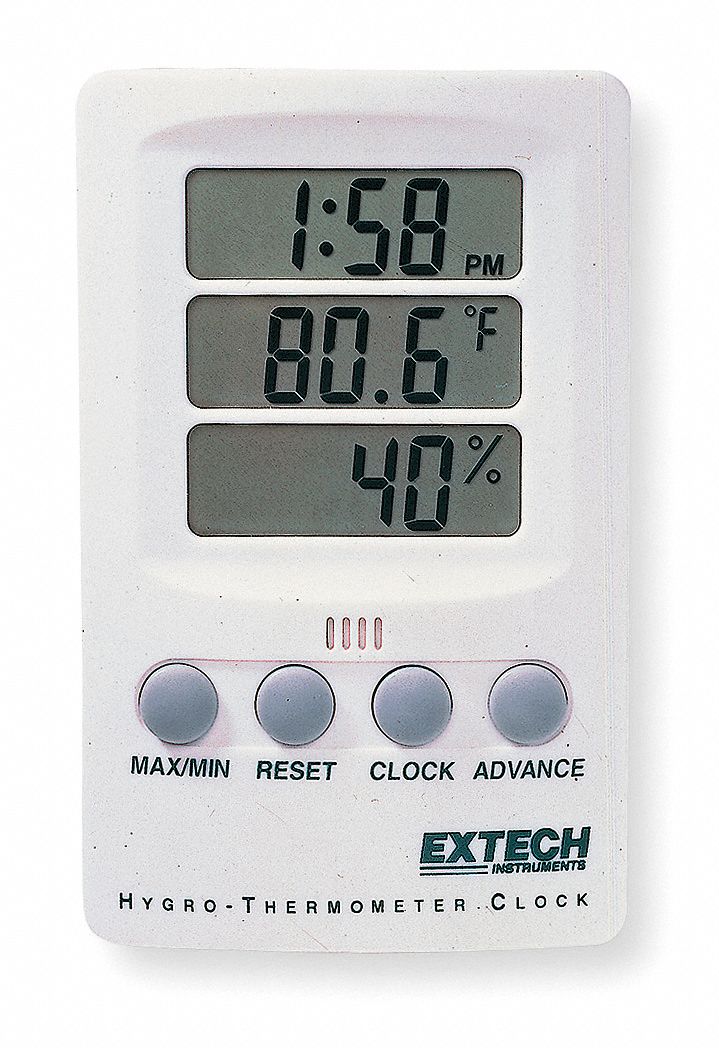 1:58 PM
80.6 °F
40 %
MAX/MIN RESET CLOCK ADVANCE
EXTECH
INSTRUMENTS
HYGRO-THERMOMETER CLOCK